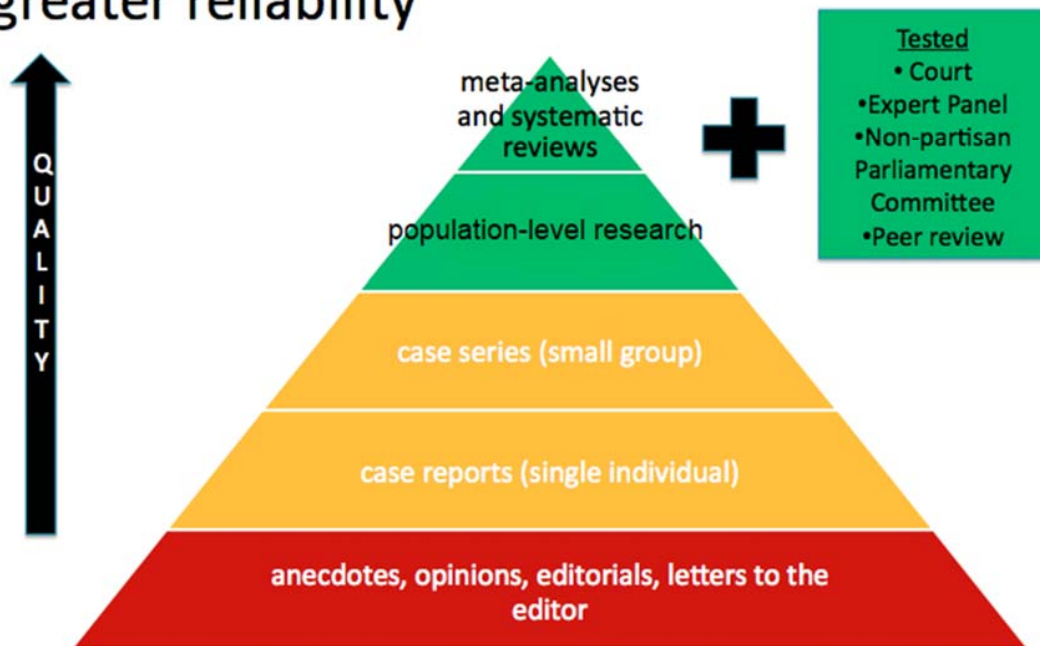 greater reliability
QUALITY
meta-analyses
and systematic
reviews
population-level research
case series (small group)
case reports (single individual)
anecdotes, opinions, editorials, letters to the
editor
Tested
• Court
•Expert Panel
•Non-partisan
Parliamentary
Committee
•Peer review